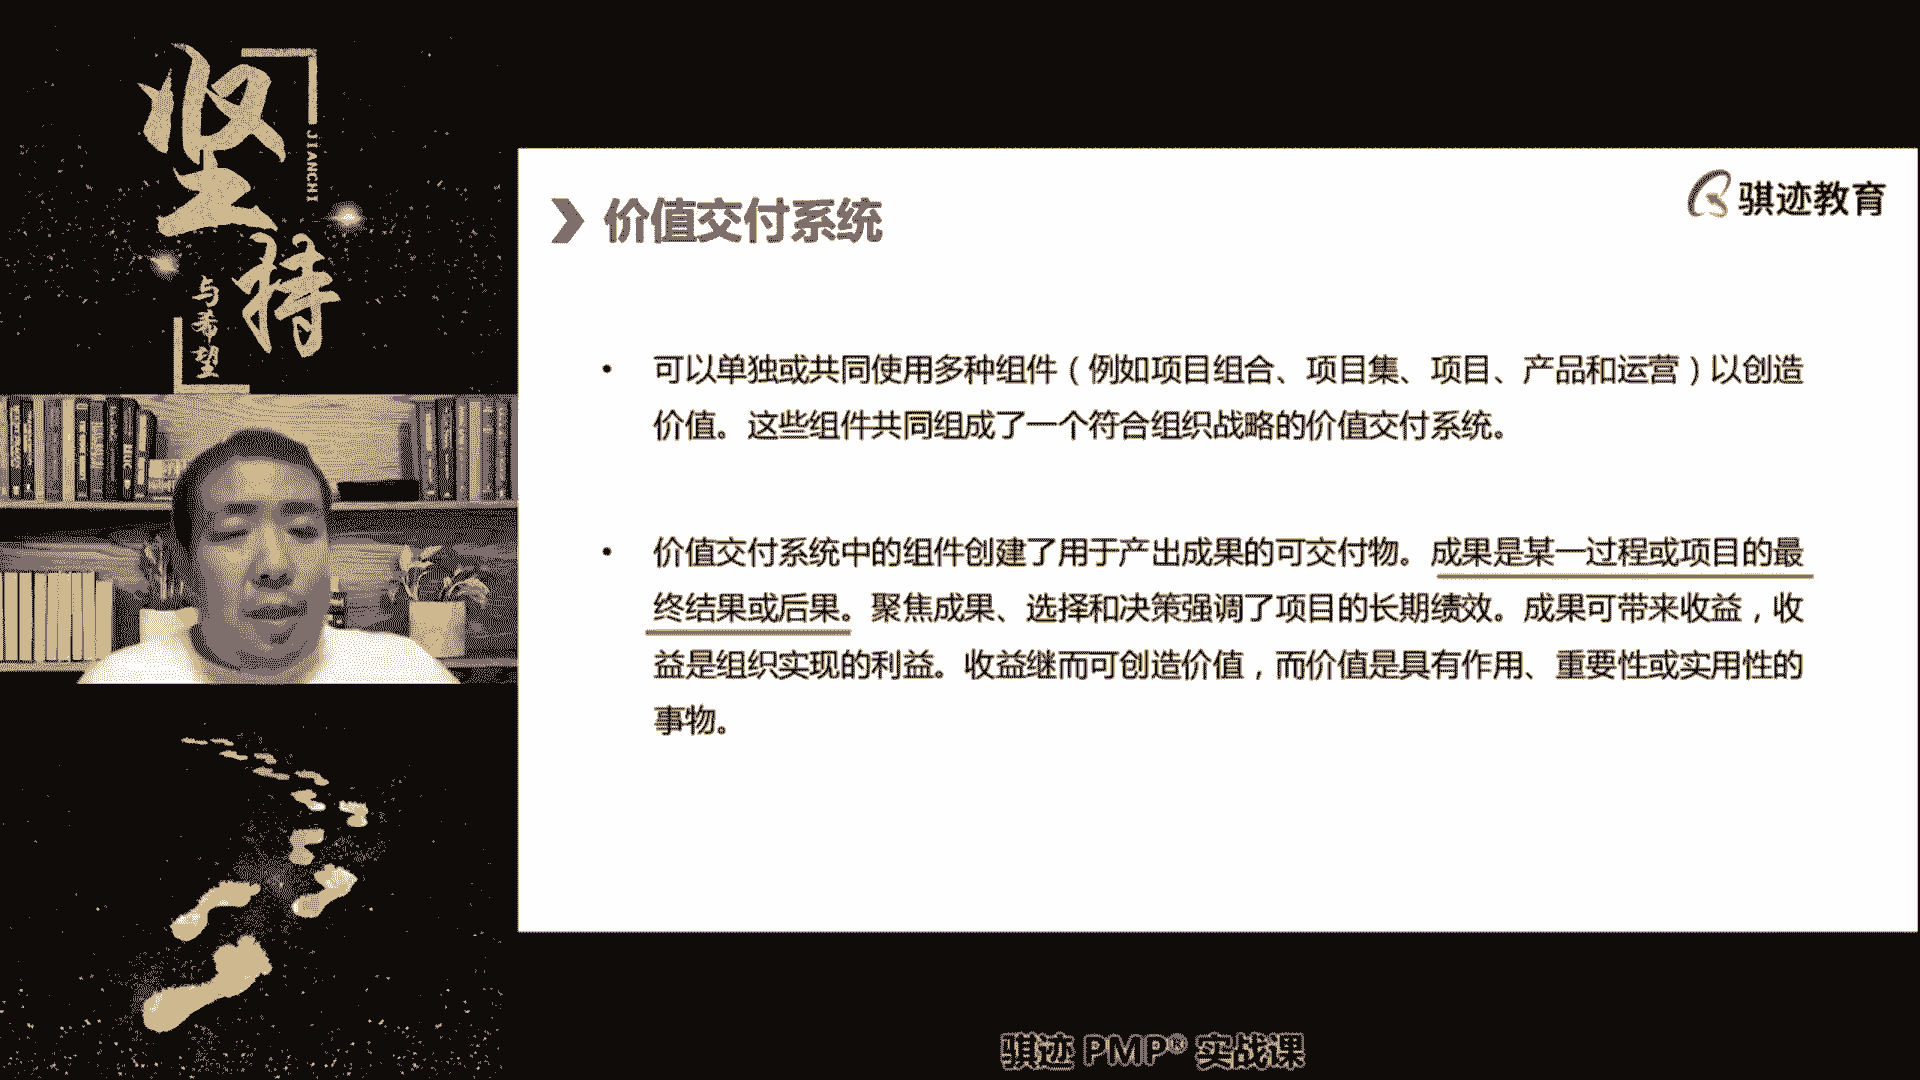 坚持
JIANCHI
与希望
骐迹教育
价值交付系统
• 可以单独或共同使用多种组件（例如项目组合、项目集、项目、产品和运营）以创造
价值。这些组件共同组成了一个符合组织战略的价值交付系统。
• 价值交付系统中的组件创建了用于产出成果的可交付物。成果是某一过程或项目的最
终结果或后果。聚焦成果、选择和决策强调了项目的长期绩效。成果可带来收益，收
益是组织实现的利益。收益继而可创造价值，而价值是具有作用、重要性或实用性的
事物。
骐迹 PMP® 实战课